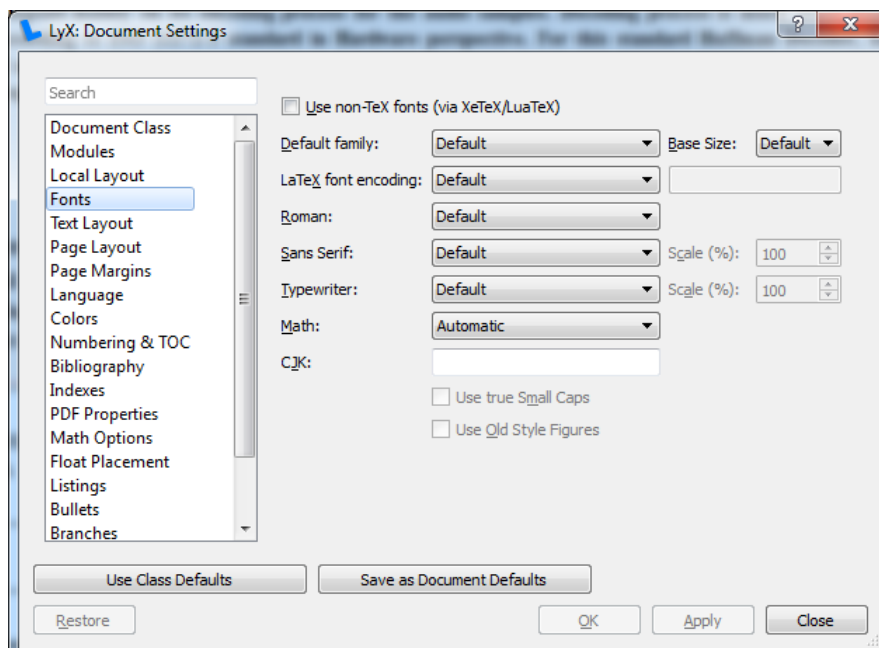 LyX: Document Settings
Search
Document Class
Modules
Local Layout
Fonts
Text Layout
Page Layout
Page Margins
Language
Colors
Numbering & TOC
Bibliography
Indexes
PDF Properties
Math Options
Float Placement
Listings
Bullets
Branches
Use non-TeX fonts (via XeTeX/LuaTeX)
Default family: Default Base Size: Default
LaTeX font encoding: Default
Roman: Default
Sans Serif: Default Scale (%): 100
Typewriter: Default Scale (%): 100
Math: Automatic
CJK:
Use true Small Caps
Use Old Style Figures
Use Class Defaults Save as Document Defaults
Restore OK Apply Close